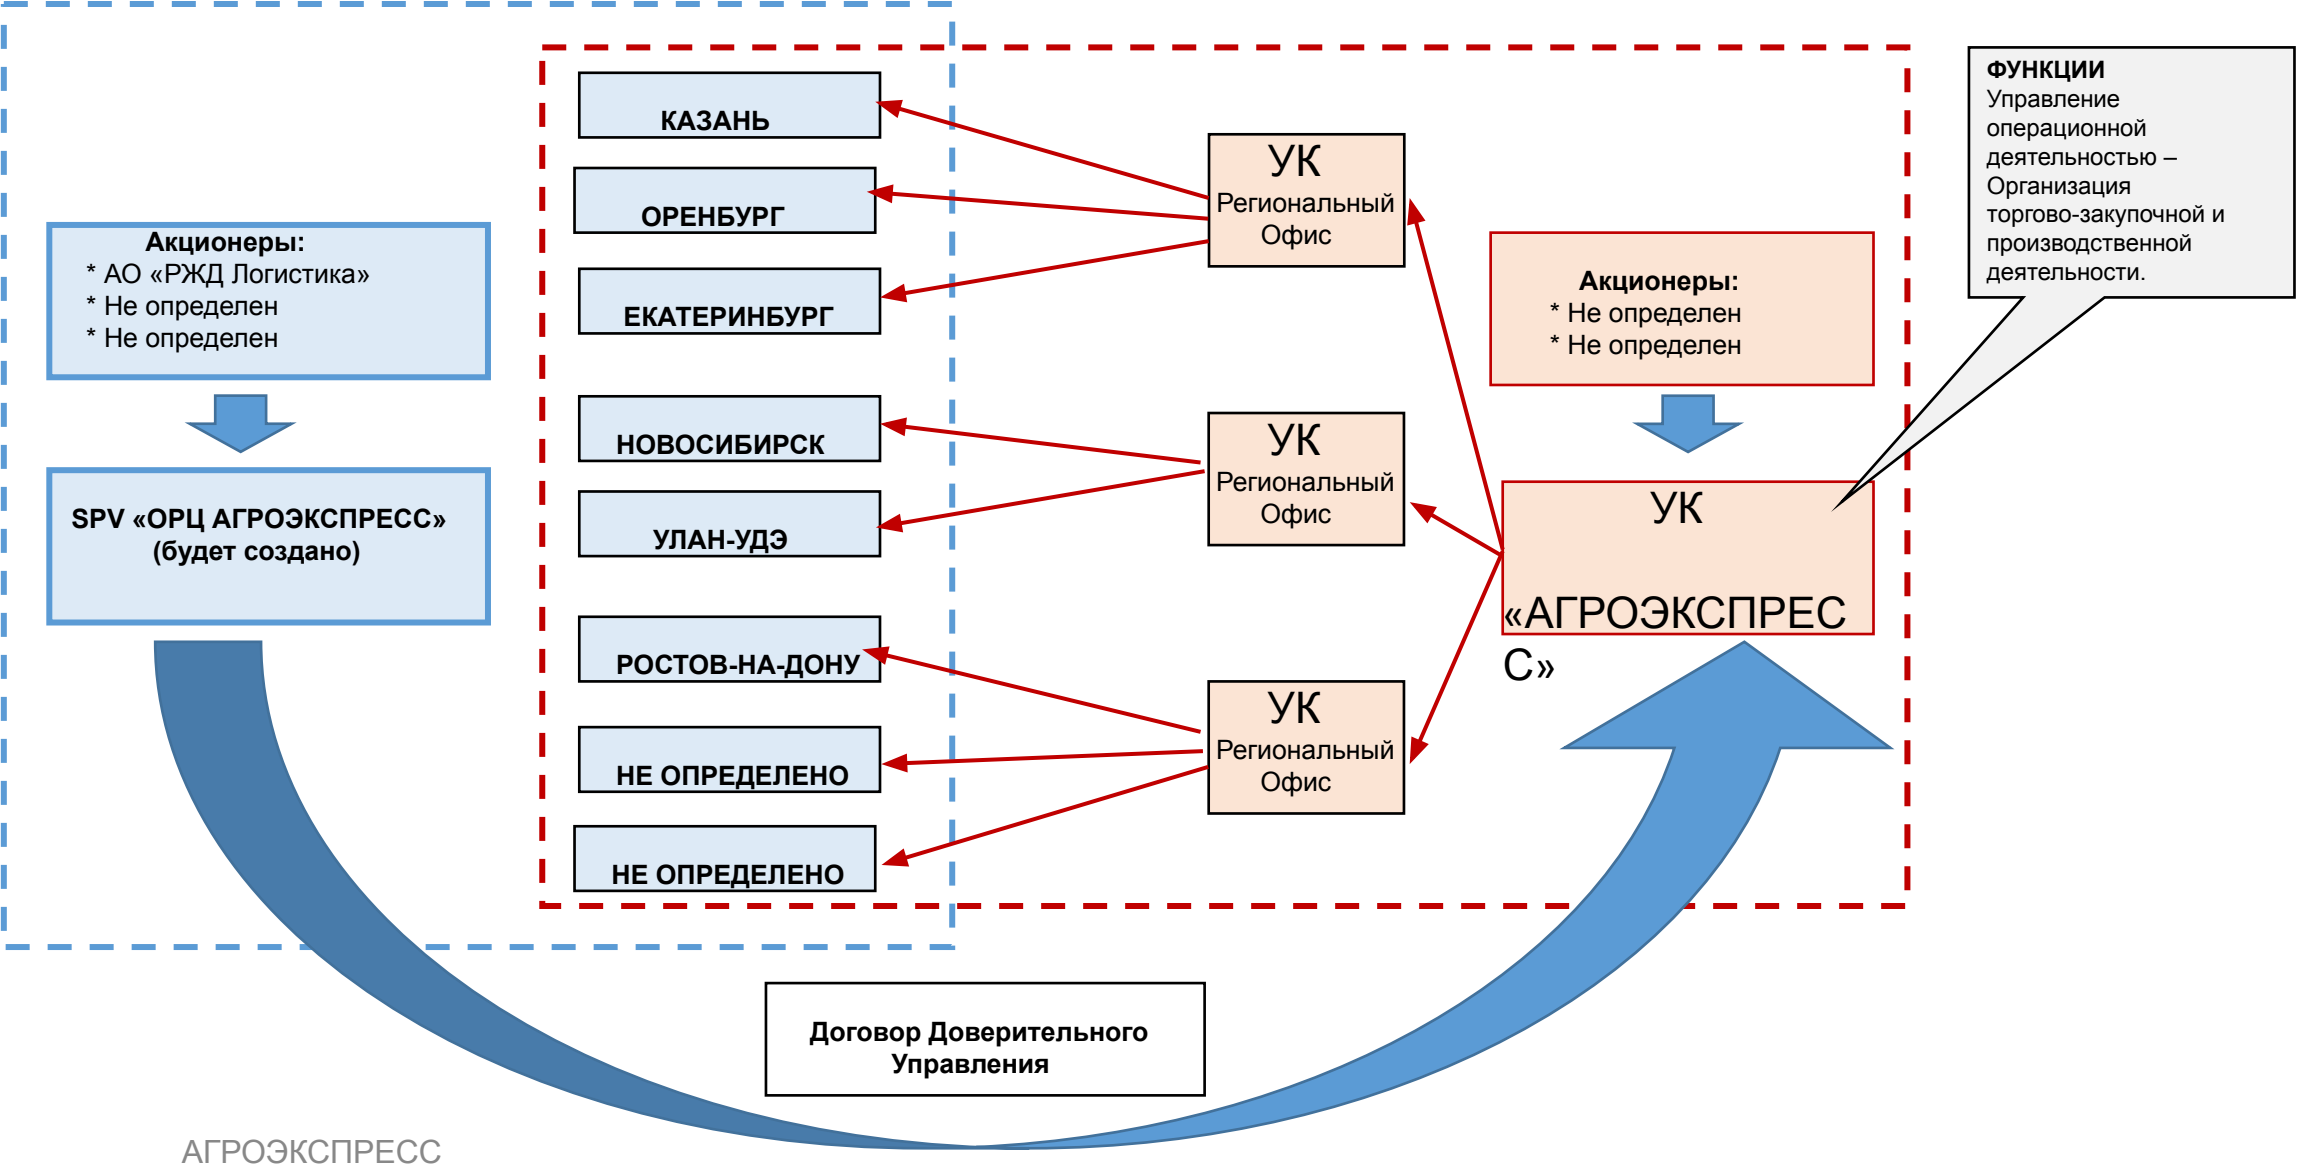 Акционеры:
* АО «РЖД Логистика»
* Не определен
* Не определен
SPV «ОРЦ АГРОЭКСПРЕСС»
(будет создано)
КАЗАНЬ
ОРЕНБУРГ
ЕКАТЕРИНБУРГ
НОВОСИБИРСК
УЛАН-УДЭ
РОСТОВ-НА-ДОНУ
НЕ ОПРЕДЕЛЕНО
НЕ ОПРЕДЕЛЕНО
УК
Региональный
Офис
УК
Региональный
Офис
УК
Региональный
Офис
Акционеры:
* Не определен
* Не определен
УК
«АГРОЭКСПРЕС
С»
ФУНКЦИИ
Управление
операционной
деятельностью –
Организация
торгово-закупочной и
производственной
деятельности.
Договор Доверительного
Управления
АГРОЭКСПРЕСС